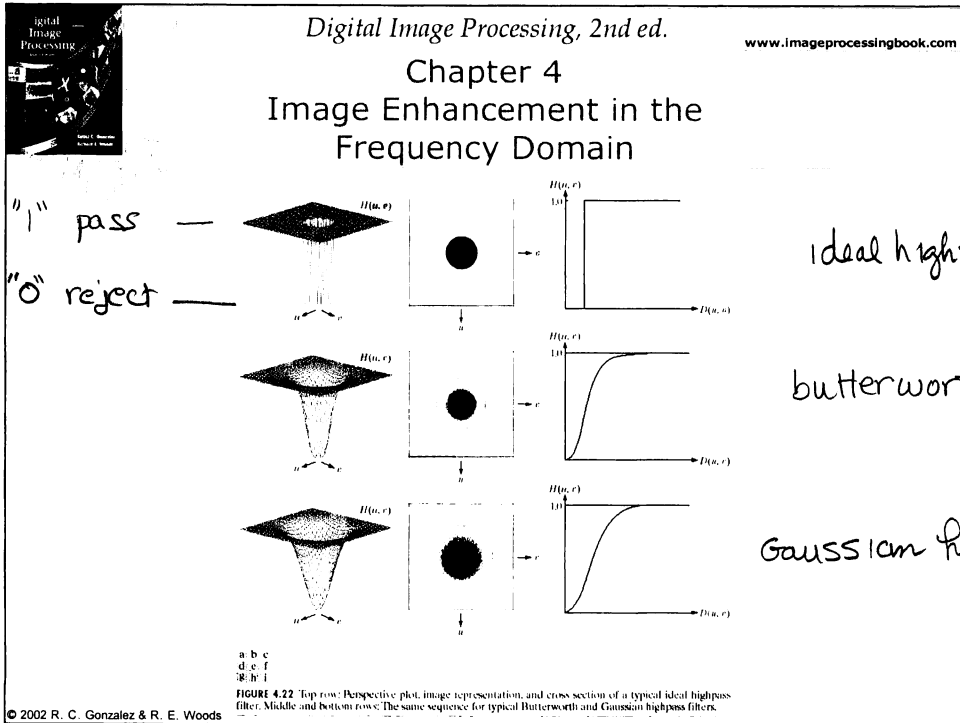 Digital Image Processing, 2nd ed.
www.imageprocessingbook.com
igital
Image
Processing
Chapter 4
Image Enhancement in the
Frequency Domain
"1" pass
"0" reject
H(u, v)
v
u
u
v
H(u, v)
1.0
D(u, v)
ideal high
H(u, v)
v
u
u
v
H(u, v)
1.0
D(u, v)
butterwor
H(u, v)
v
u
u
v
H(u, v)
1.0
D(u, v)
Gaussian h
a b c
d e f
g h i
FIGURE 4.22 Top row: Perspective plot, image representation, and cross section of a typical ideal highpass
filter. Middle and bottom rows: The same sequence for typical Butterworth and Gaussian highpass filters.
© 2002 R. C. Gonzalez & R. E. Woods